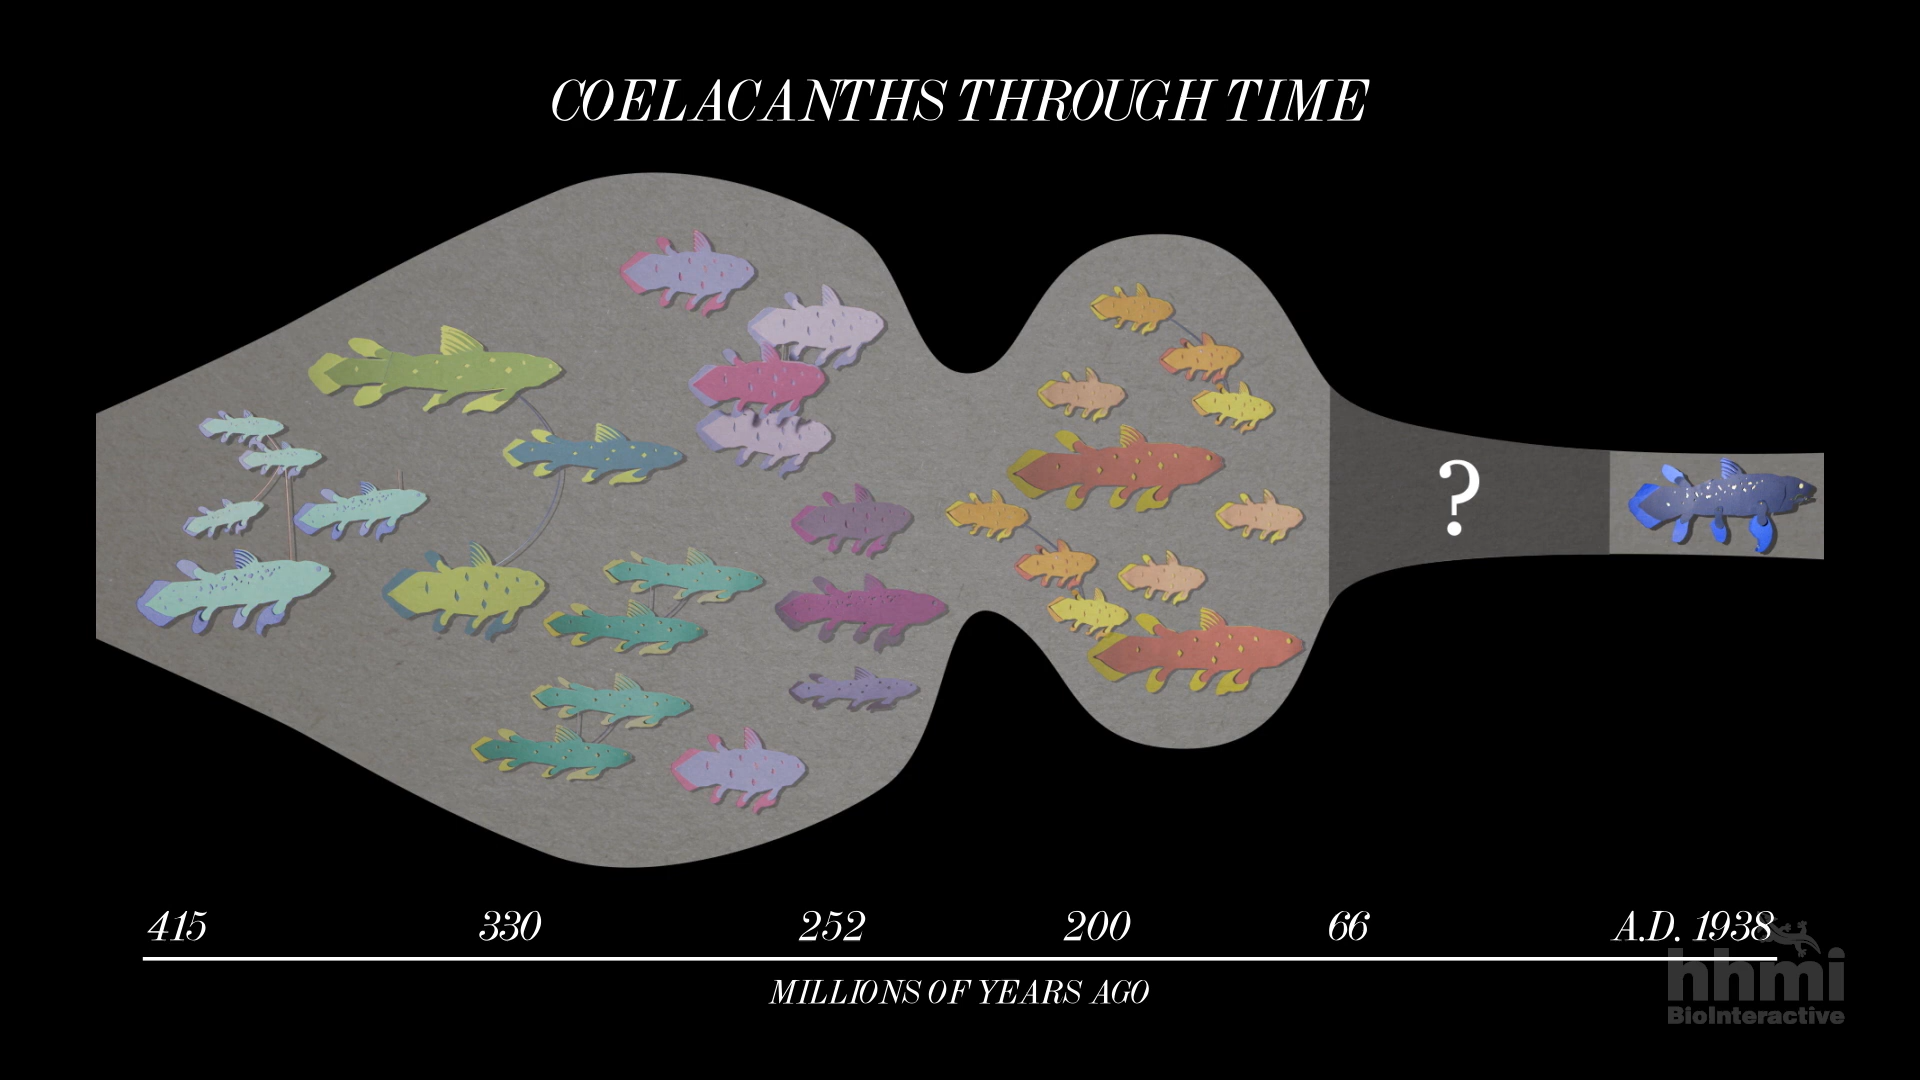 COELACANTHS THROUGH TIME
?
415 330 252 200 66 A.D. 1938
MILLIONS OF YEARS AGO
hhmi
BioInteractive